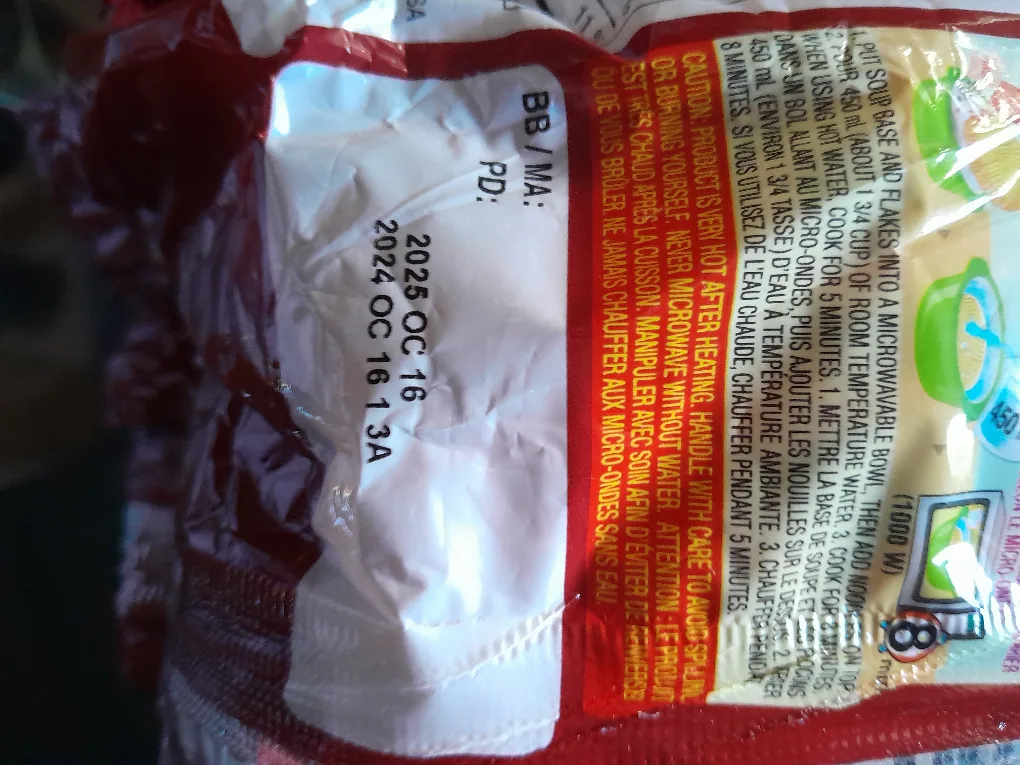 1. PUT SOUP BASE AND FLAKES INTO A MICROWAVABLE BOWL, THEN ADD NOODLES ON TOP.
2. POUR 450 mL (ABOUT 1 3/4 CUP) OF ROOM TEMPERATURE WATER. 3. COOK FOR 8 MINUTES.
WHEN USING HOT WATER, COOK FOR 5 MINUTES. 1. METTRE LA BASE DE SOUPE ET FLOCONS
DANS UN BOL ALLANT AU MICRO-ONDES, PUIS AJOUTER LES NOUILLES SUR LE DESSUS. 2. VERSER
450 mL (ENVIRON 1 3/4 TASSE) D'EAU À TEMPÉRATURE AMBIANTE. 3. CHAUFFER PENDANT
8 MINUTES. SI VOUS UTILISEZ DE L'EAU CHAUDE, CHAUFFER PENDANT 5 MINUTES.
CAUTION: PRODUCT IS VERY HOT AFTER HEATING. HANDLE WITH CARE TO AVOID SPILLING
OR BURNING YOURSELF. NEVER MICROWAVE WITHOUT WATER. ATTENTION : LE PRODUIT
EST TRÈS CHAUD APRÈS LA CUISSON. MANIPULER AVEC SOIN AFIN D'ÉVITER DE RENVERSER
OU DE VOUS BRÛLER. NE JAMAIS CHAUFFER AUX MICRO-ONDES SANS EAU.
BB / MA:
PD:
2025 OC 16
2024 OC 16 1 3A
(1000 W)
8
450
LE MICRO-